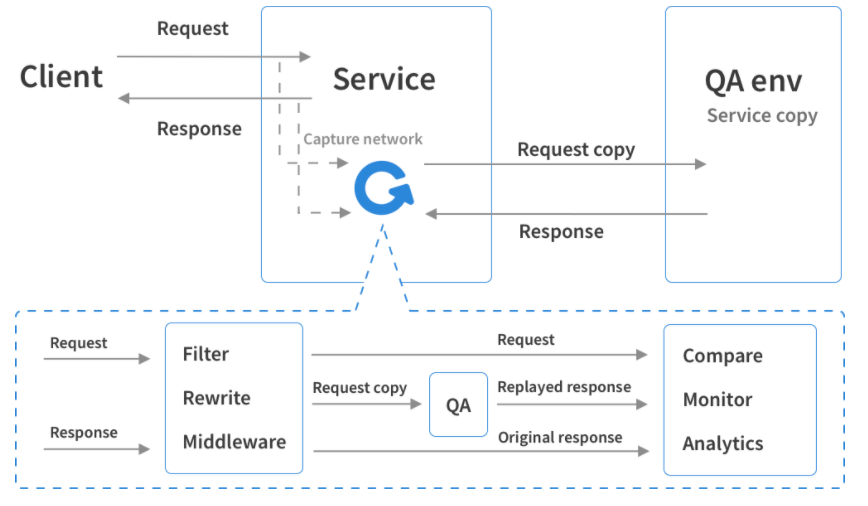 Request
Client
Service
QA env
Service copy
Response
Capture network
Request copy
Response
Request
Response
Filter
Rewrite
Middleware
Request
Request copy
QA
Replayed response
Original response
Compare
Monitor
Analytics